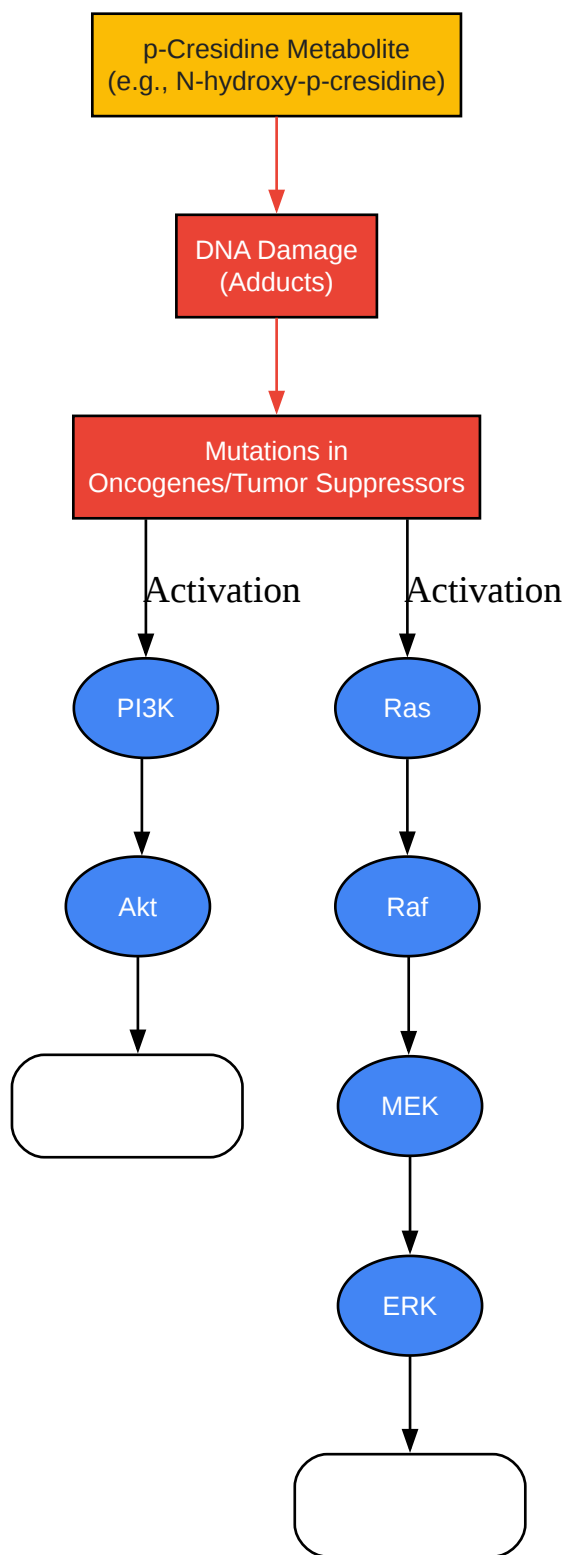 p-Cresidine Metabolite
(e.g., N-hydroxy-p-cresidine)
DNA Damage
(Adducts)
Mutations in
Oncogenes/Tumor Suppressors
Activation
Activation
PI3K
Ras
Akt
Raf
MEK
ERK